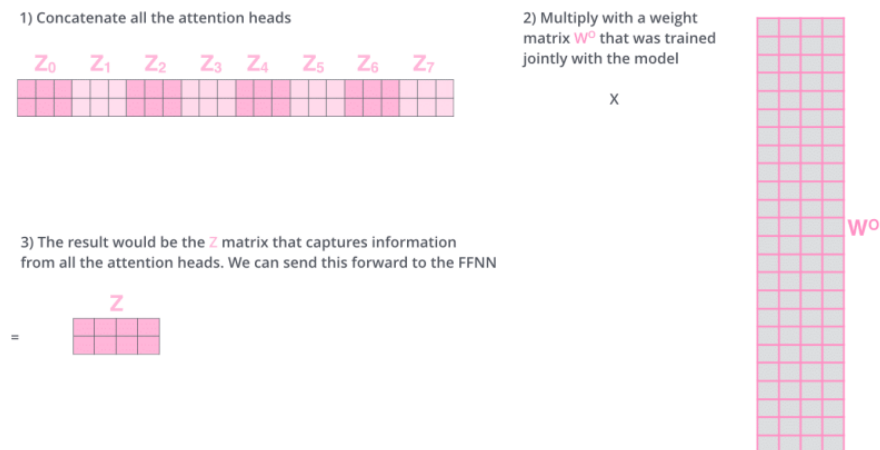 1) Concatenate all the attention heads
Z0 Z1 Z2 Z3 Z4 Z5 Z6 Z7
2) Multiply with a weight
matrix WO that was trained
jointly with the model
X
WO
3) The result would be the Z matrix that captures information
from all the attention heads. We can send this forward to the FFNN
Z
=